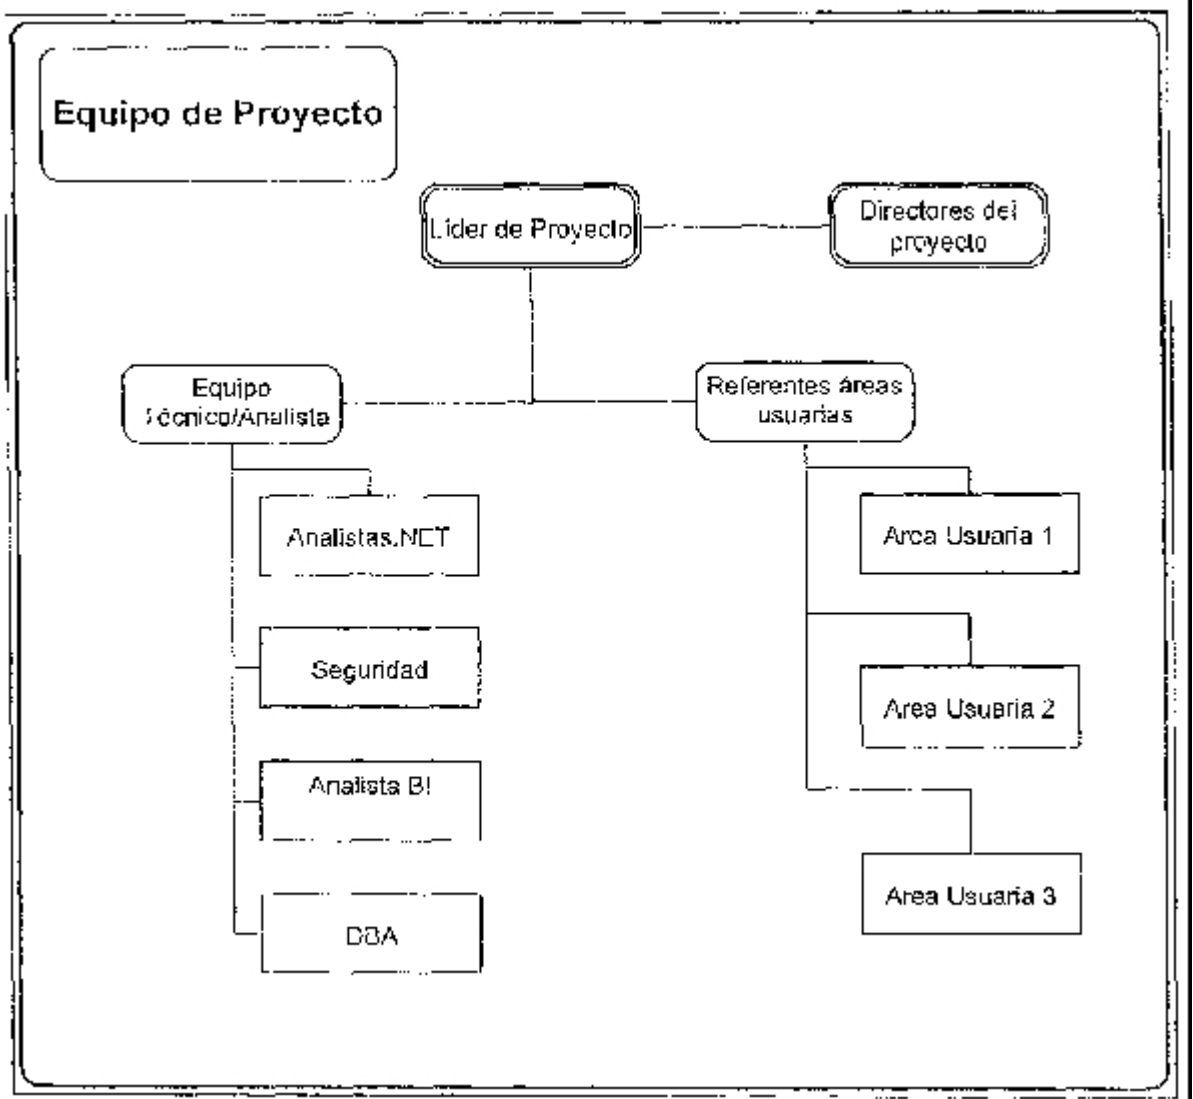 Equipo de Proyecto
Líder de Proyecto
Directores del
proyecto
Equipo
Técnico/Analista
Referentes áreas
usuarias
Analistas.NET
Area Usuaria 1
Seguridad
Area Usuaria 2
Analista BI
Area Usuaria 3
DBA